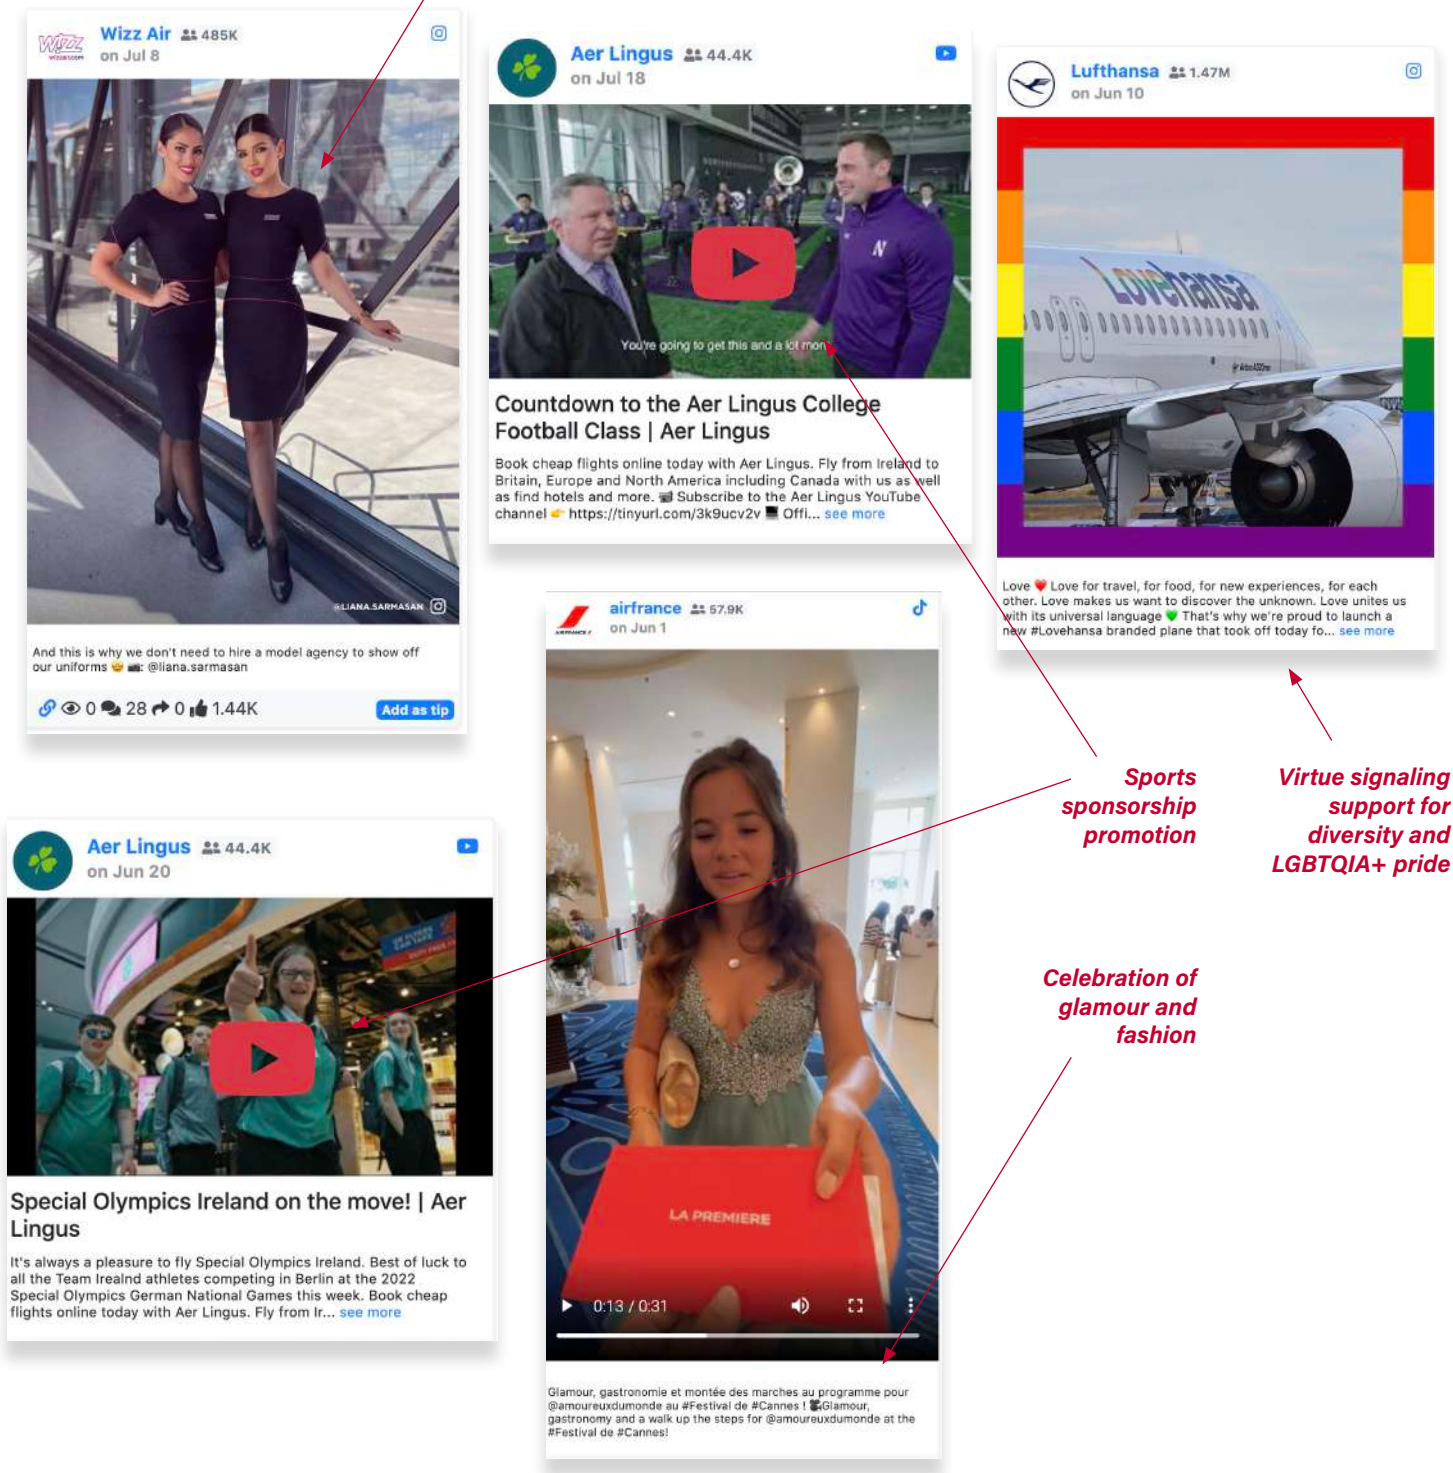 Wizz Air 485K
on Jul 8
WIZZ
wizzair.com
@LIANA.SARMASAN
And this is why we don't need to hire a model agency to show off
our uniforms 🤩 📸: @liana.sarmasan
0 28 0 1.44K
Add as tip
Aer Lingus 44.4K
on Jul 18
N
You're going to get this and a lot more
Countdown to the Aer Lingus College
Football Class | Aer Lingus
Book cheap flights online today with Aer Lingus. Fly from Ireland to
Britain, Europe and North America including Canada with us as well
as find hotels and more. 📹 Subscribe to the Aer Lingus YouTube
channel 👉 https://tinyurl.com/3k9ucv2v 💻 Offi... see more
Lufthansa 1.47M
on Jun 10
Lovehansa
Love ❤️ Love for travel, for food, for new experiences, for each
other. Love makes us want to discover the unknown. Love unites us
with its universal language 💚 That's why we're proud to launch a
new #Lovehansa branded plane that took off today fo... see more
airfrance 57.9K
on Jun 1
AIRFRANCE
LA PREMIERE
0:13 / 0:31
Glamour, gastronomie et montée des marches au programme pour
@amoureuxdumonde au #Festival de #Cannes ! 🎥Glamour,
gastronomy and a walk up the steps for @amoureuxdumonde at the
#Festival de #Cannes!
Sports
sponsorship
promotion
Virtue signaling
support for
diversity and
LGBTQIA+ pride
Celebration of
glamour and
fashion
Aer Lingus 44.4K
on Jun 20
Special Olympics Ireland on the move! | Aer
Lingus
It's always a pleasure to fly Special Olympics Ireland. Best of luck to
all the Team Irealnd athletes competing in Berlin at the 2022
Special Olympics German National Games this week. Book cheap
flights online today with Aer Lingus. Fly from Ir... see more